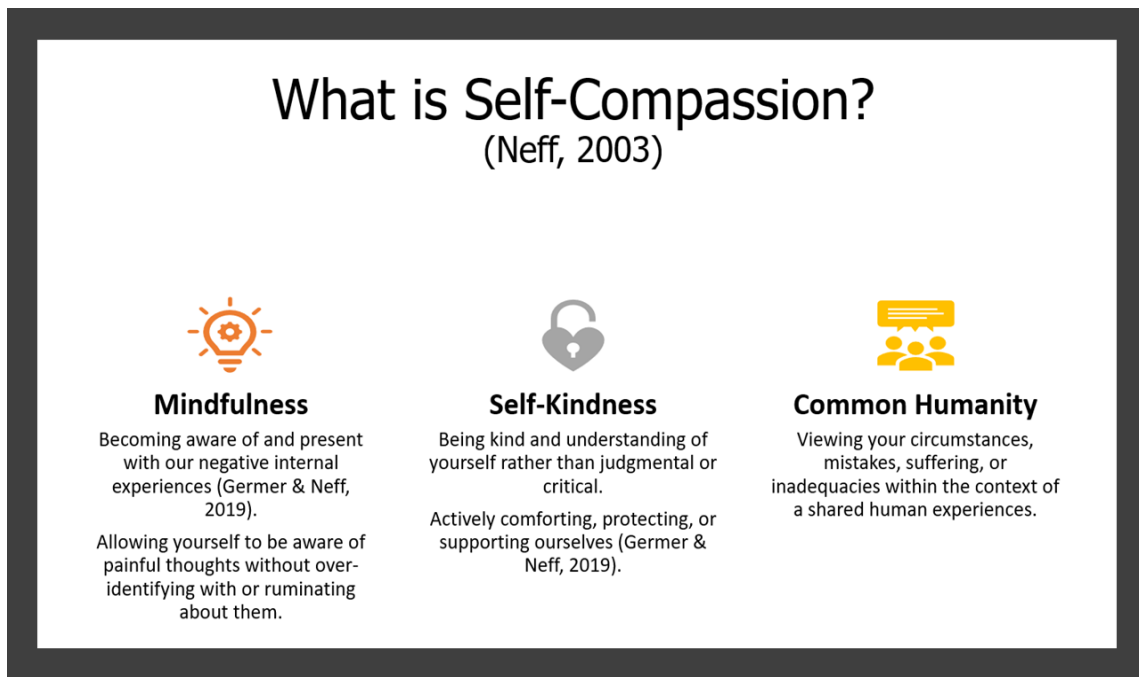 What is Self-Compassion?
(Neff, 2003)
Mindfulness
Becoming aware of and present
with our negative internal
experiences (Germer & Neff,
2019).
Allowing yourself to be aware of
painful thoughts without over-
identifying with or ruminating
about them.
Self-Kindness
Being kind and understanding of
yourself rather than judgmental or
critical.
Actively comforting, protecting, or
supporting ourselves (Germer &
Neff, 2019).
Common Humanity
Viewing your circumstances,
mistakes, suffering, or
inadequacies within the context of
a shared human experiences.